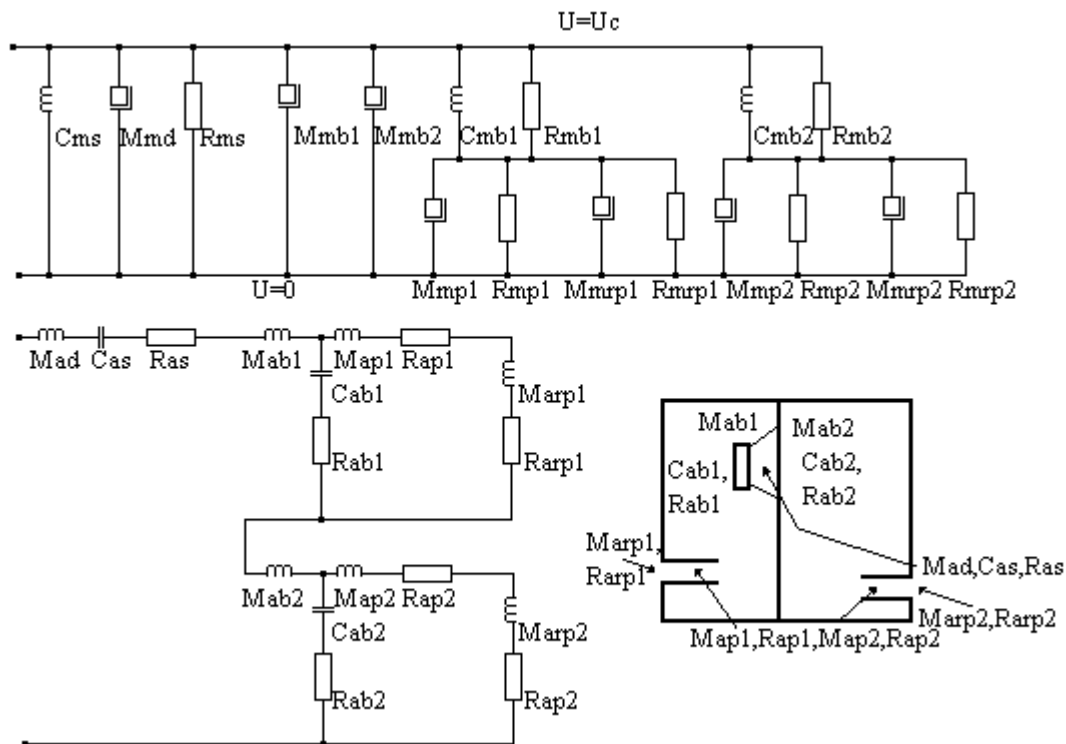 U=Uc
Cms Mmd Rms Mmb1 Mmb2 Cmb1 Rmb1 Cmb2 Rmb2
U=0
Mmp1 Rmp1 Mmrp1 Rmrp1 Mmp2 Rmp2 Mmrp2 Rmrp2
Mad Cas Ras Mab1 Map1 Rap1
Cab1
Marp1
Rab1
Rarp1
Mab2 Map2 Rap2
Cab2
Marp2
Rab2
Rap2
Mab1
Mab2
Cab1,
Rab1
Cab2,
Rab2
Marp1,
Rarp1
Mad,Cas,Ras
Marp2,Rarp2
Map1,Rap1,Map2,Rap2